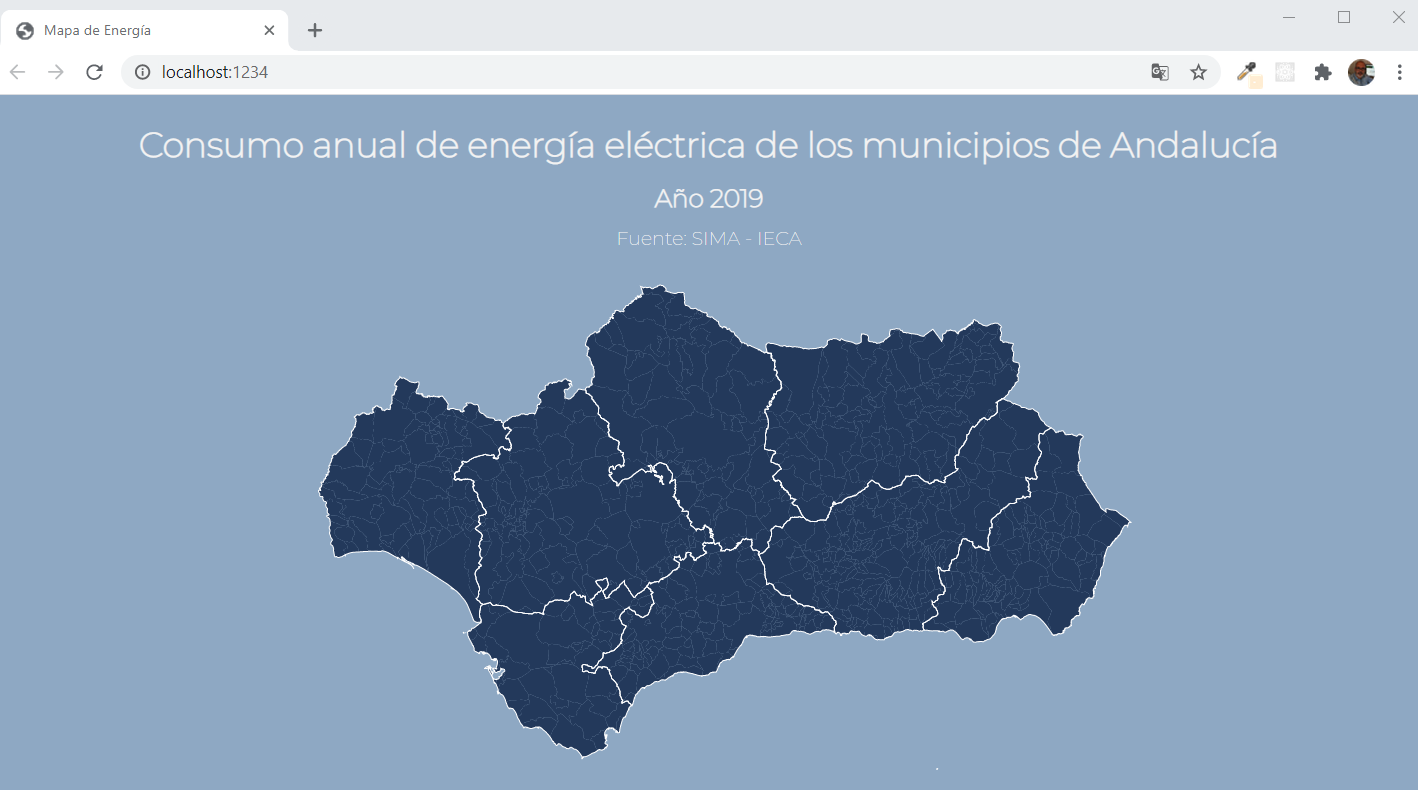 Mapa de Energía
localhost:1234
Consumo anual de energía eléctrica de los municipios de Andalucía
Año 2019
Fuente: SIMA - IECA